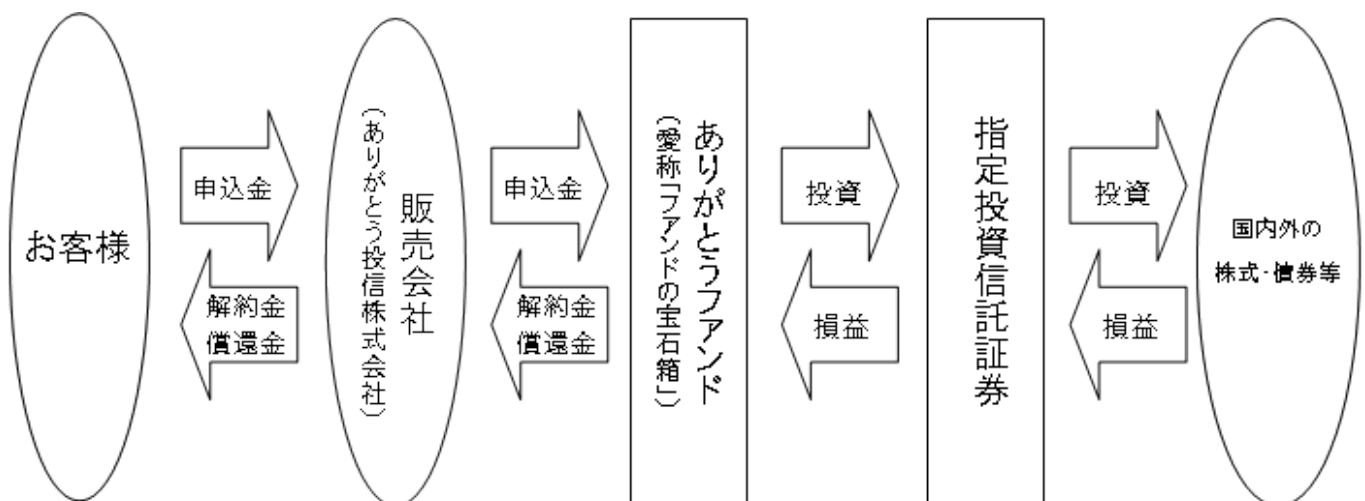 お客様
申込金
解約金
償還金
販売会社
(ありがとう投信株式会社)
申込金
解約金
償還金
ありがとうファンド
(愛称「ファンドの宝石箱」)
投資
損益
指定投資信託証券
投資
損益
国内外の
株式・債券等